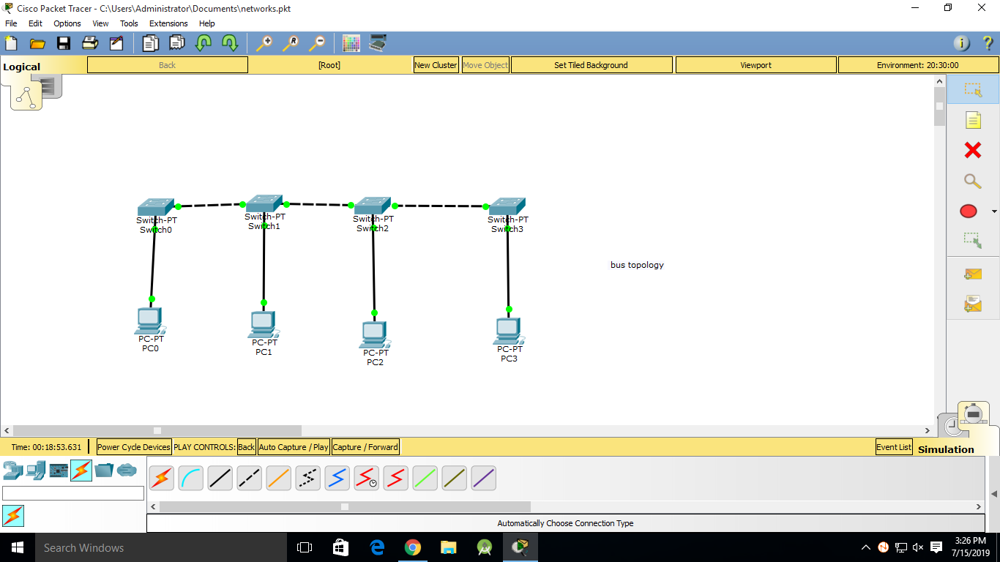 Cisco Packet Tracer - C:\Users\Administrator\Documents\networks.pkt
File Edit Options View Tools Extensions Help
Logical Back [Root] New Cluster Move Object Set Tiled Background Viewport Environment: 20:30:00
Switch-PT
Switch0
Switch-PT
Switch1
Switch-PT
Switch2
Switch-PT
Switch3
bus topology
PC-PT
PC0
PC-PT
PC1
PC-PT
PC2
PC-PT
PC3
Time: 00:18:53.631 Power Cycle Devices PLAY CONTROLS: Back Auto Capture / Play Capture / Forward Event List Simulation
Automatically Choose Connection Type
Search Windows
3:26 PM
7/15/2019